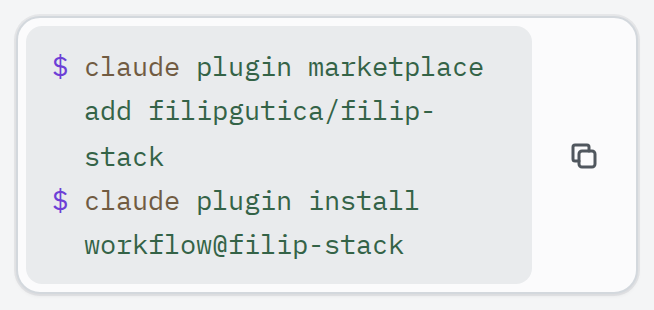 $ claude plugin marketplace
add filipgutica/filip-
stack
$ claude plugin install
workflow@filip-stack